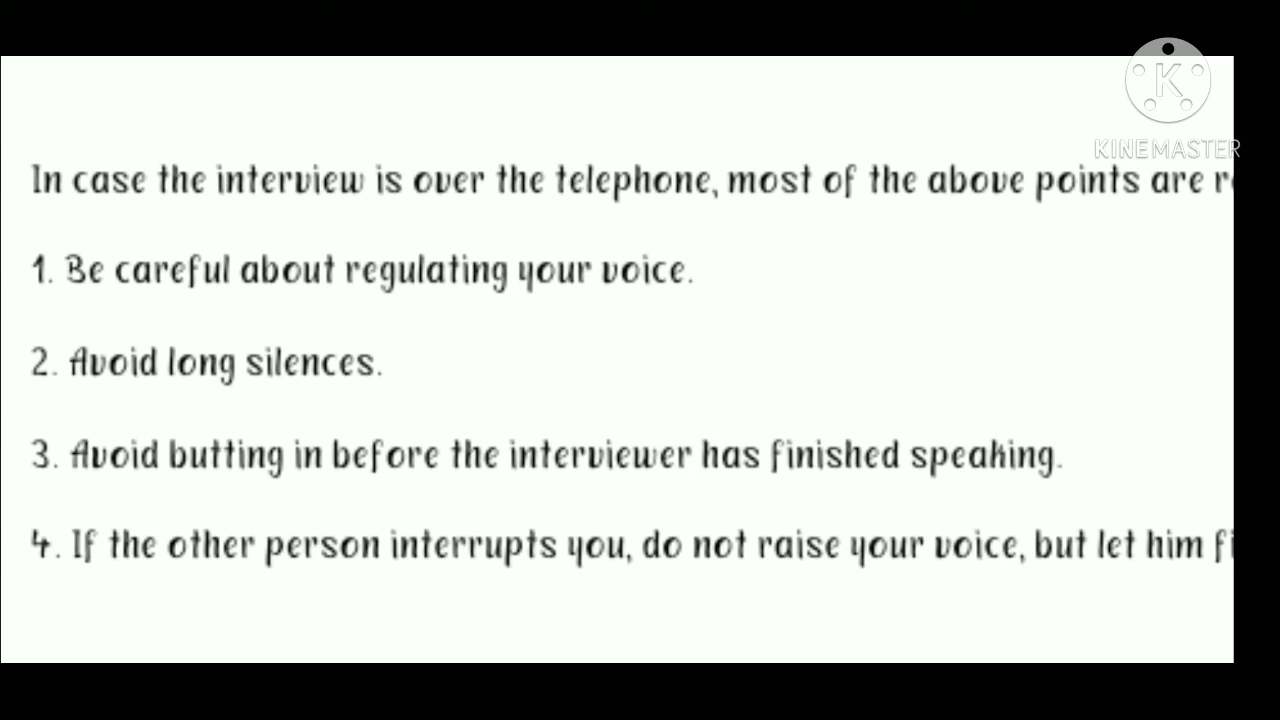 K
KINEMASTER
In case the interview is over the telephone, most of the above points are
1. Be careful about regulating your voice.
2. Avoid long silences.
3. Avoid butting in before the interviewer has finished speaking.
4. If the other person interrupts you, do not raise your voice, but let him